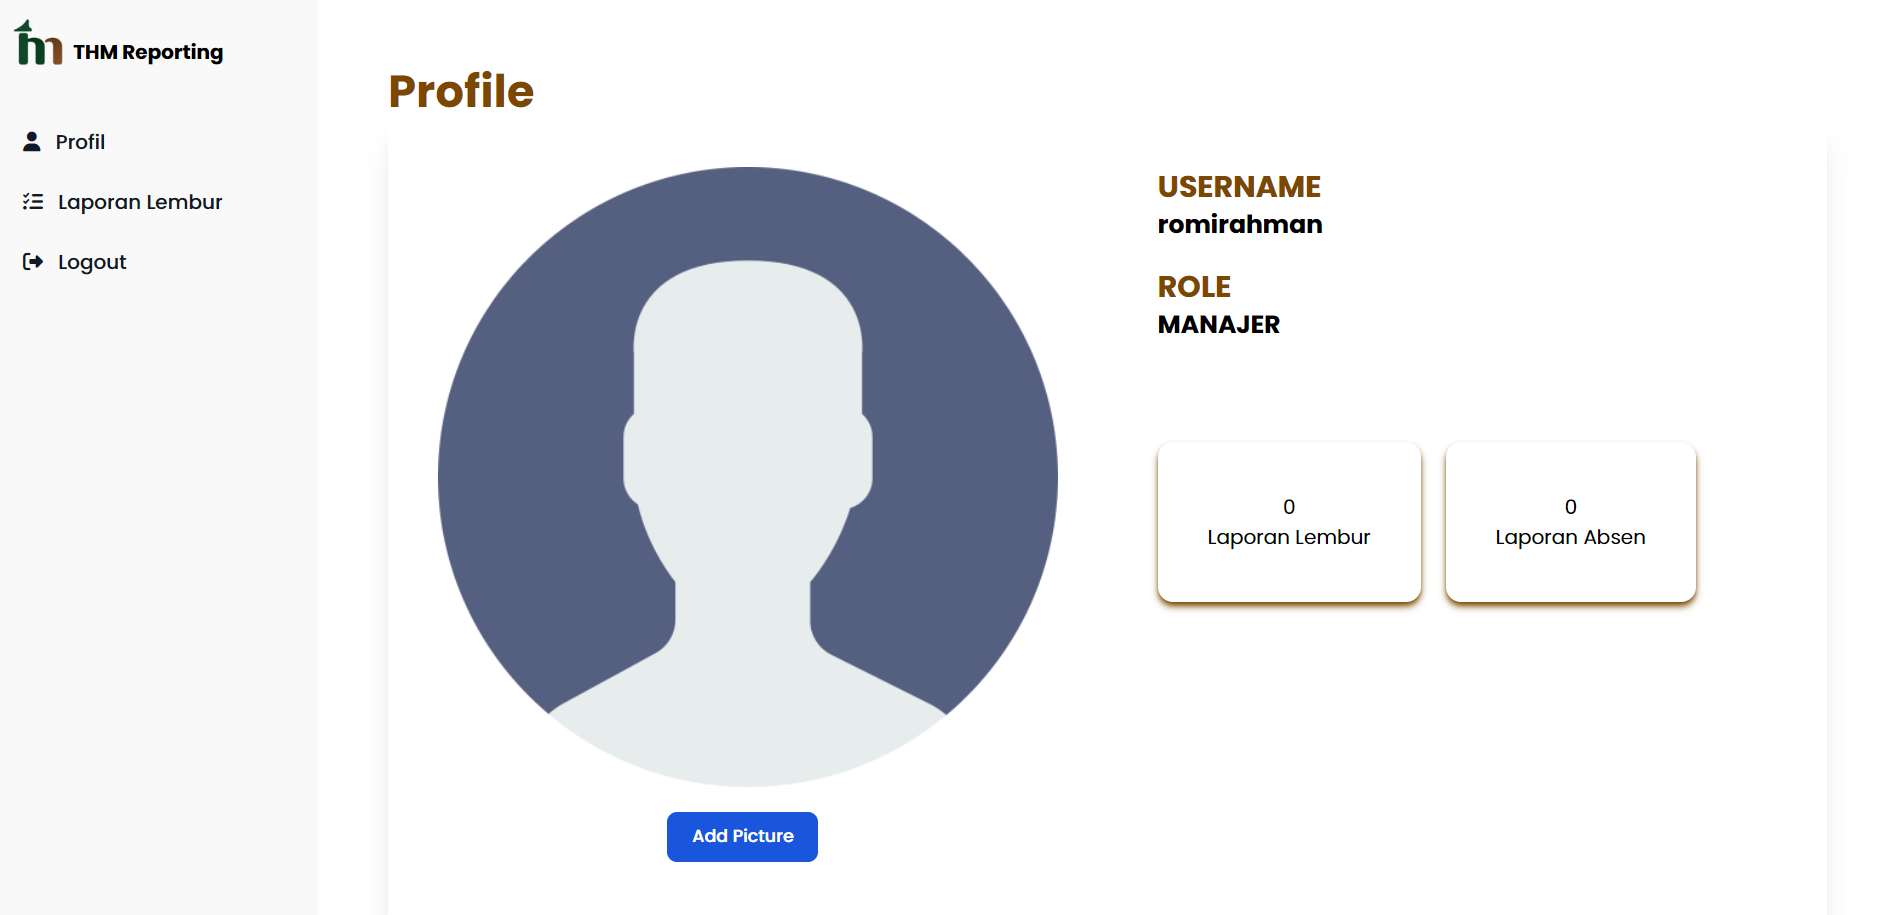 THM Reporting
Profil
Laporan Lembur
Logout
Profile
USERNAME
romirahman
ROLE
MANAJER
0
Laporan Lembur
0
Laporan Absen
Add Picture